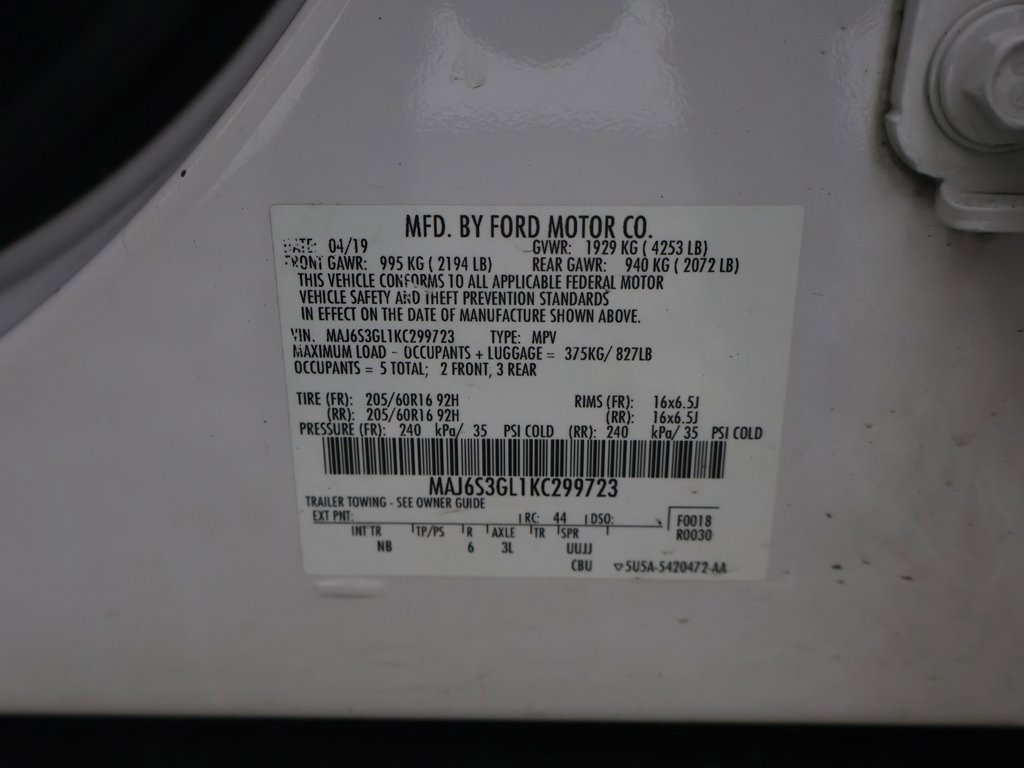 MFD. BY FORD MOTOR CO.
DATE: 04/19 GVWR: 1929 KG ( 4253 LB)
FRONT GAWR: 995 KG ( 2194 LB) REAR GAWR: 940 KG ( 2072 LB)
THIS VEHICLE CONFORMS TO ALL APPLICABLE FEDERAL MOTOR
VEHICLE SAFETY AND THEFT PREVENTION STANDARDS
IN EFFECT ON THE DATE OF MANUFACTURE SHOWN ABOVE.
VIN. MAJ6S3GL1KC299723 TYPE: MPV
MAXIMUM LOAD - OCCUPANTS + LUGGAGE = 375KG/ 827LB
OCCUPANTS = 5 TOTAL; 2 FRONT, 3 REAR
TIRE (FR): 205/60R16 92H RIMS (FR): 16x6.5J
(RR): 205/60R16 92H (RR): 16x6.5J
PRESSURE (FR): 240 kPa/ 35 PSI COLD (RR): 240 kPa/ 35 PSI COLD
MAJ6S3GL1KC299723
TRAILER TOWING - SEE OWNER GUIDE
EXT PNT: RC: 44 DSO: F0018
R0030
INT TR TP/PS R AXLE TR SPR
NB 6 3L UUJJ
CBU ▽5U5A-5420472-AA